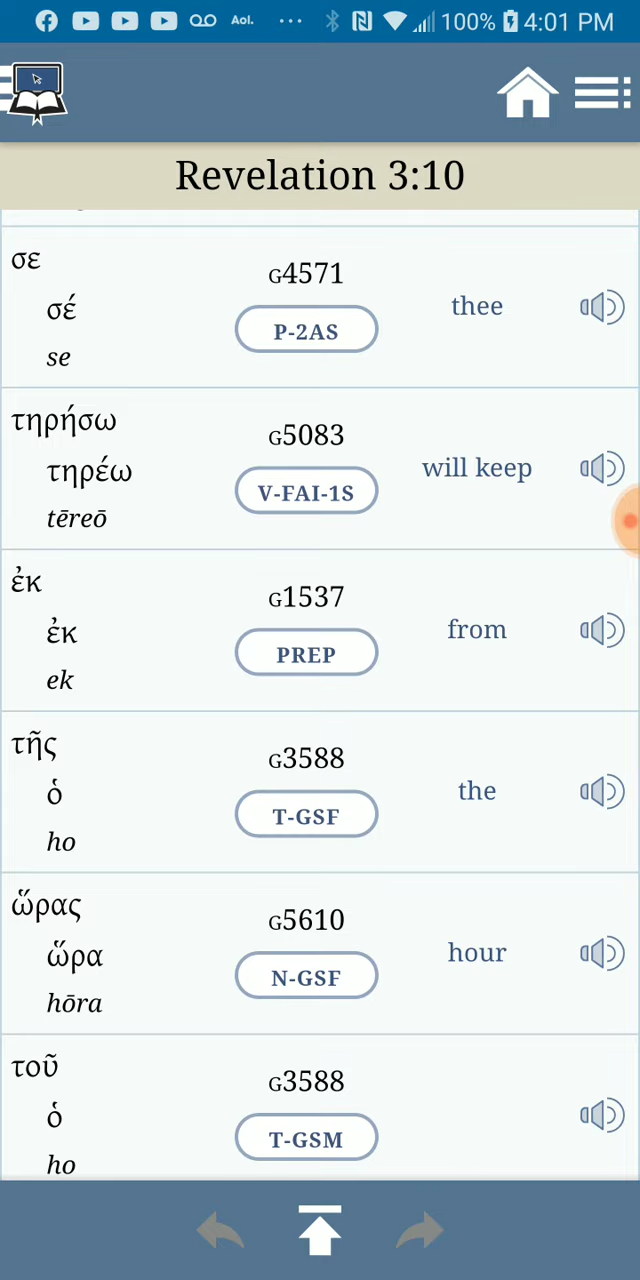 Aol. ... 100% 4:01 PM
Revelation 3:10
σε
σέ
se
G4571
P-2AS
thee
τηρήσω
τηρέω
tēreō
G5083
V-FAI-1S
will keep
ἐκ
ἐκ
ek
G1537
PREP
from
τῆς
ὁ
ho
G3588
T-GSF
the
ὥρας
ὥρα
hōra
G5610
N-GSF
hour
τοῦ
ὁ
ho
G3588
T-GSM